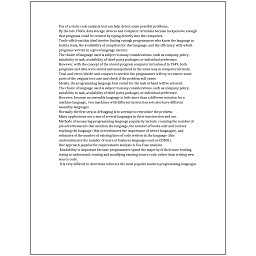 Use of a static code analysis tool can help detect some possible problems.
By the late 1960s, data storage devices and computer terminals became inexpensive enough
that programs could be created by typing directly into the computers.
Trade-offs from this ideal involve finding enough programmers who know the language to
build a team, the availability of compilers for that language, and the efficiency with which
programs written in a given language execute.
The choice of language used is subject to many considerations, such as company policy,
suitability to task, availability of third-party packages, or individual preference.
However, with the concept of the stored-program computer introduced in 1949, both
programs and data were stored and manipulated in the same way in computer memory.
Trial-and-error/divide-and-conquer is needed: the programmer will try to remove some
parts of the original test case and check if the problem still exists.
Ideally, the programming language best suited for the task at hand will be selected.
The choice of language used is subject to many considerations, such as company policy,
suitability to task, availability of third-party packages, or individual preference.
However, because an assembly language is little more than a different notation for a
machine language, two machines with different instruction sets also have different
assembly languages.
Normally the first step in debugging is to attempt to reproduce the problem.
Many applications use a mix of several languages in their construction and use.
Methods of measuring programming language popularity include: counting the number of
job advertisements that mention the language, the number of books sold and courses
teaching the language (this overestimates the importance of newer languages), and
estimates of the number of existing lines of code written in the language (this
underestimates the number of users of business languages such as COBOL).
One approach popular for requirements analysis is Use Case analysis.
Readability is important because programmers spend the majority of their time reading,
trying to understand, reusing and modifying existing source code, rather than writing new
source code.
It is very difficult to determine what are the most popular modern programming languages.